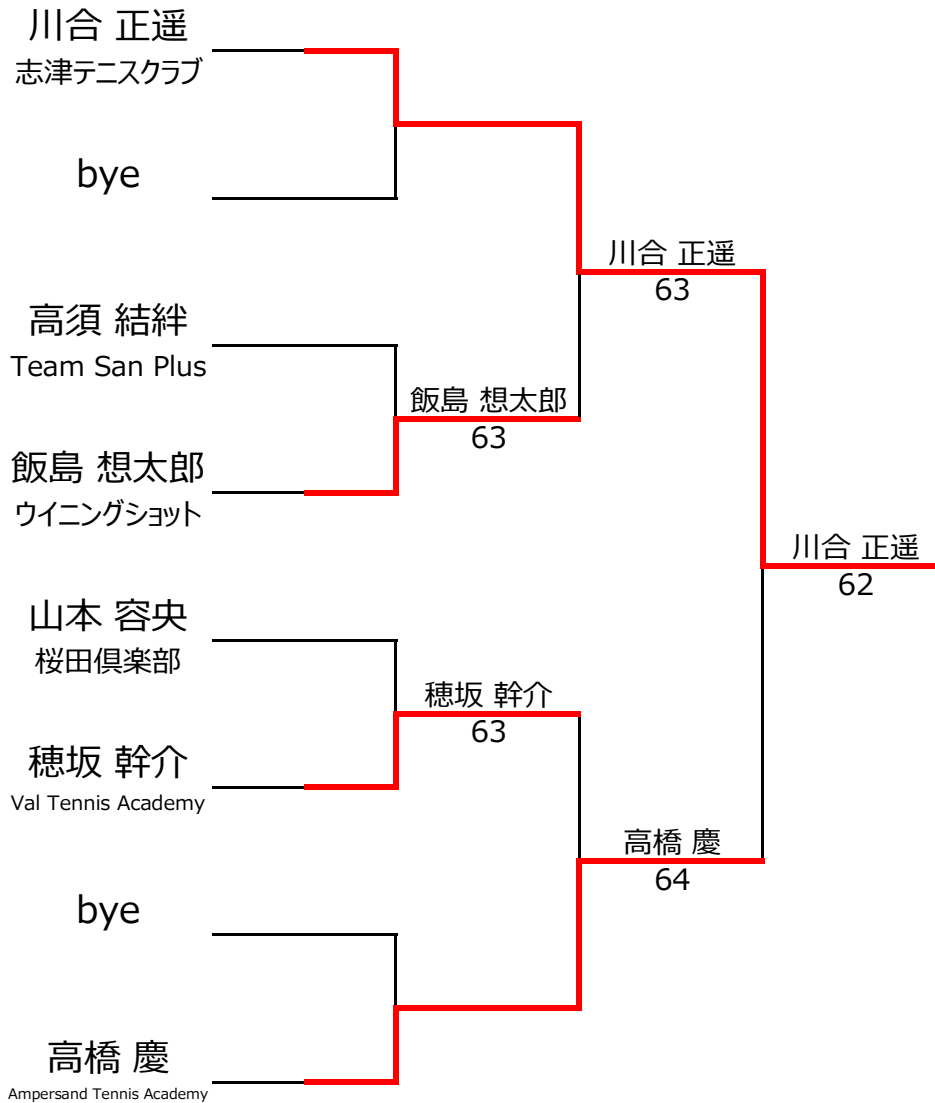 川合 正遥
志津テニスクラブ
bye
高須 結絆
Team San Plus
飯島 想太郎
ウイニングショット
山本 容央
桜田倶楽部
穂坂 幹介
Val Tennis Academy
bye
高橋 慶
Ampersand Tennis Academy
飯島 想太郎
63
穂坂 幹介
63
川合 正遥
63
高橋 慶
64
川合 正遥
62